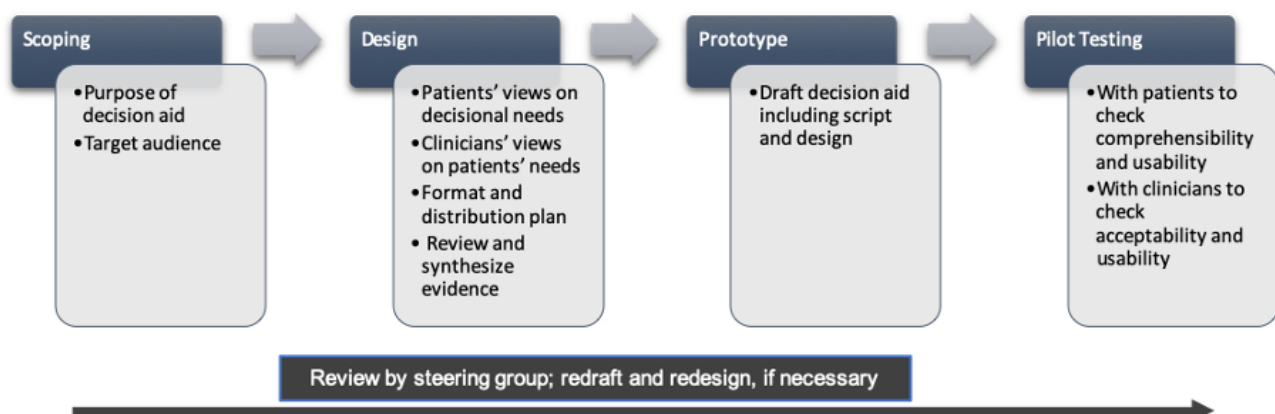 Scoping
•Purpose of
decision aid
•Target audience
Design
•Patients' views on
decisional needs
•Clinicians' views
on patients' needs
•Format and
distribution plan
• Review and
synthesize
evidence
Prototype
•Draft decision aid
including script
and design
Pilot Testing
•With patients to
check
comprehensibility
and usability
•With clinicians to
check
acceptability and
usability
Review by steering group; redraft and redesign, if necessary